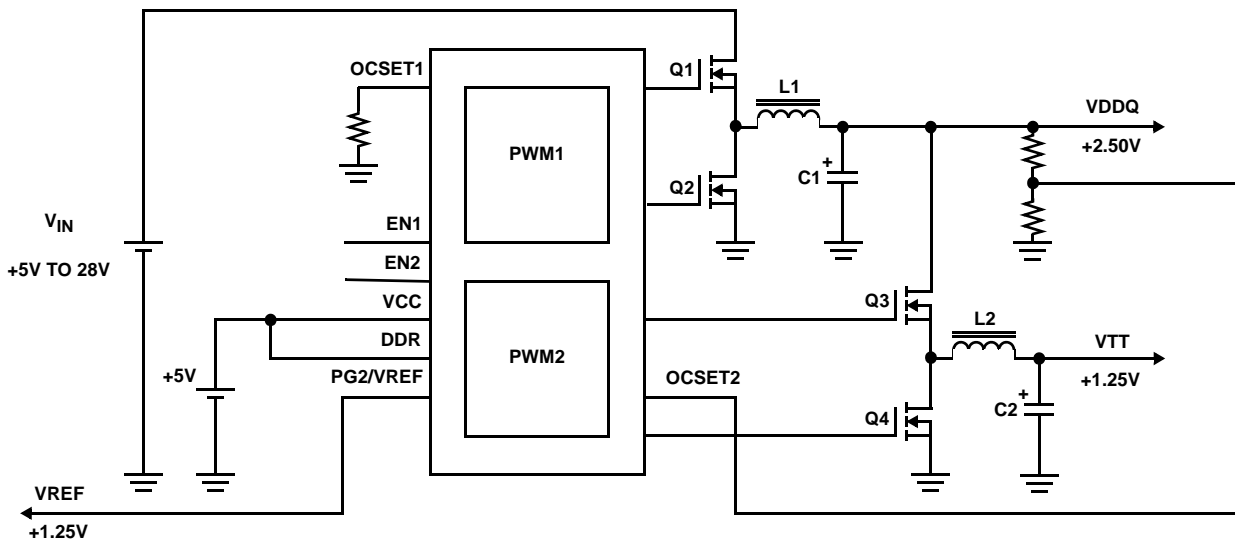 OCSET1
Q1
L1
VDDQ
+2.50V
PWM1
+
C1
Q2
VIN
+5V TO 28V
EN1
EN2
VCC
Q3
L2
DDR
PWM2
VTT
+1.25V
PG2/VREF
OCSET2
+5V
+
C2
Q4
VREF
+1.25V